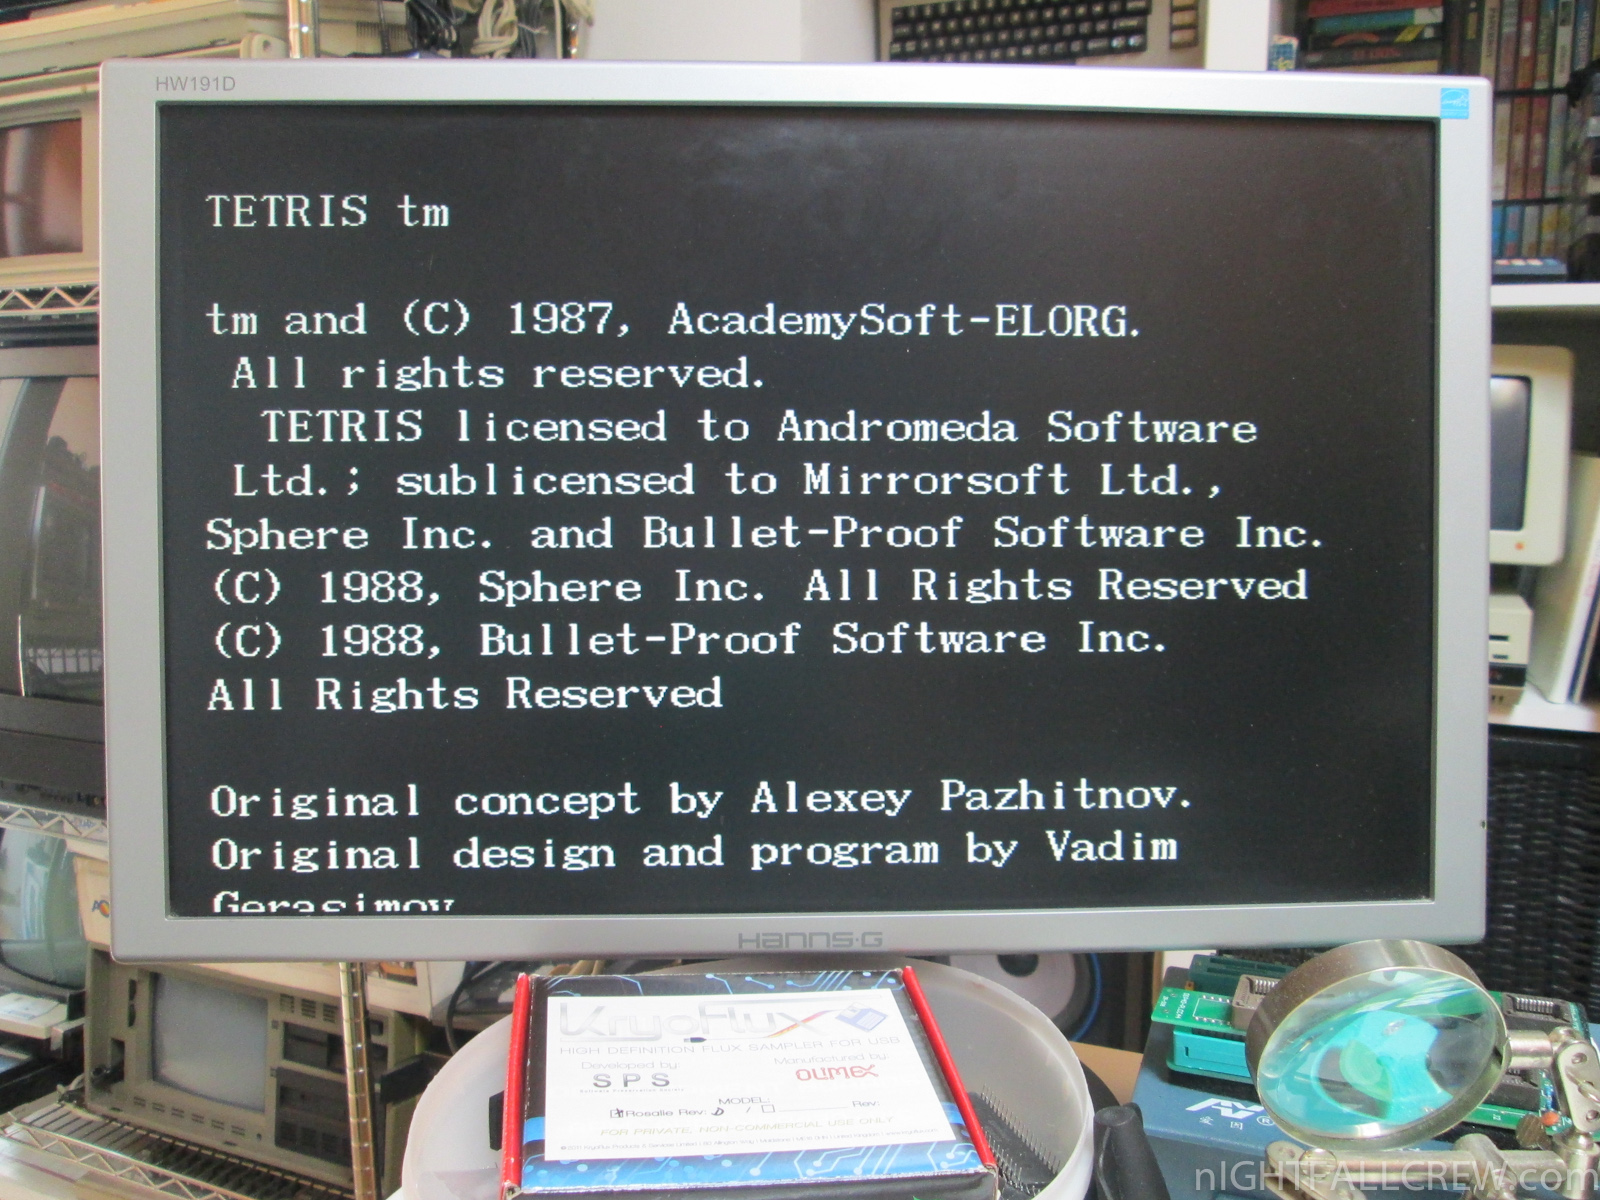 HW191D
TETRIS tm
tm and (C) 1987, AcademySoft-ELORG.
All rights reserved.
TETRIS licensed to Andromeda Software
Ltd.; sublicensed to Mirrorsoft Ltd.,
Sphere Inc. and Bullet-Proof Software Inc.
(C) 1988, Sphere Inc. All Rights Reserved
(C) 1988, Bullet-Proof Software Inc.
All Rights Reserved
Original concept by Alexey Pazhitnov.
Original design and program by Vadim
Gerasimov
HANNS·G
KryoFlux
HIGH DEFINITION FLUX SAMPLER FOR USB
Developed by:
SPS
Manufactured by:
OLIMEX
MODEL:
Rosalie Rev: D / Rev:
FOR PRIVATE, NON-COMMERCIAL USE ONLY
nIGHTFALLCREW.com